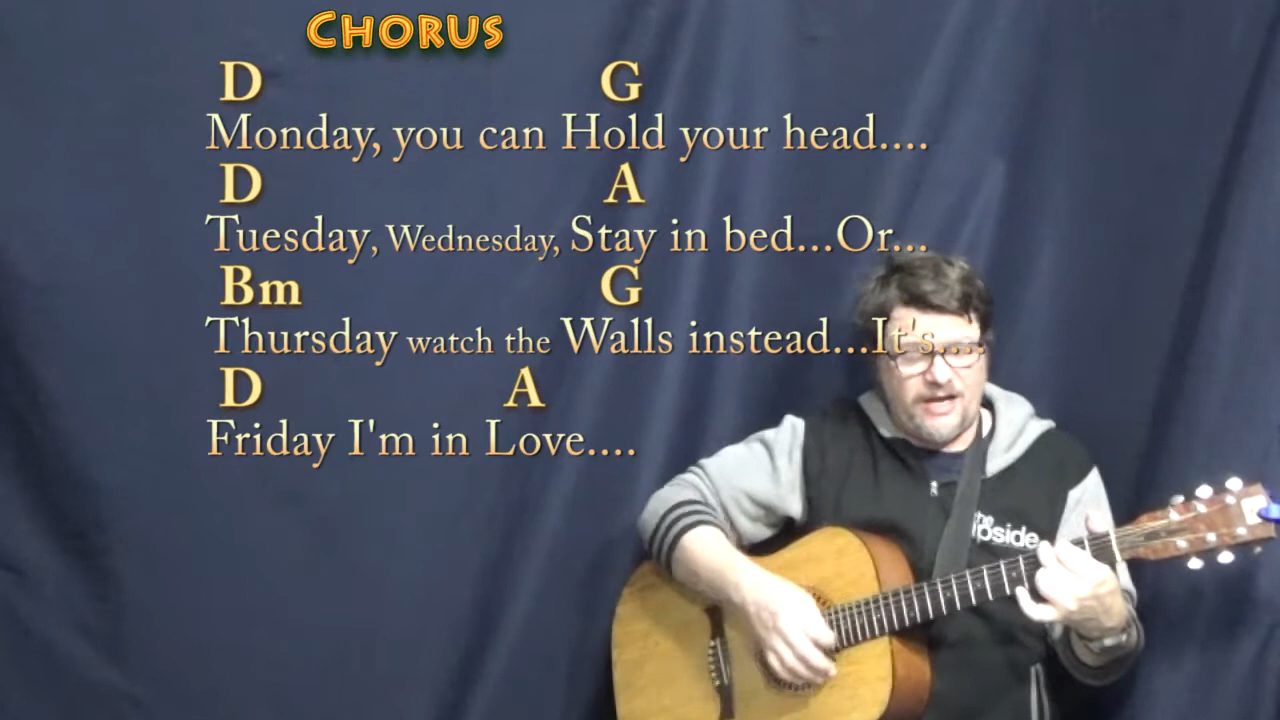 CHORUS
D G
Monday, you can Hold your head....
D A
Tuesday, Wednesday, Stay in bed...Or...
Bm G
Thursday watch the Walls instead...It's....
D A
Friday I'm in Love....
the